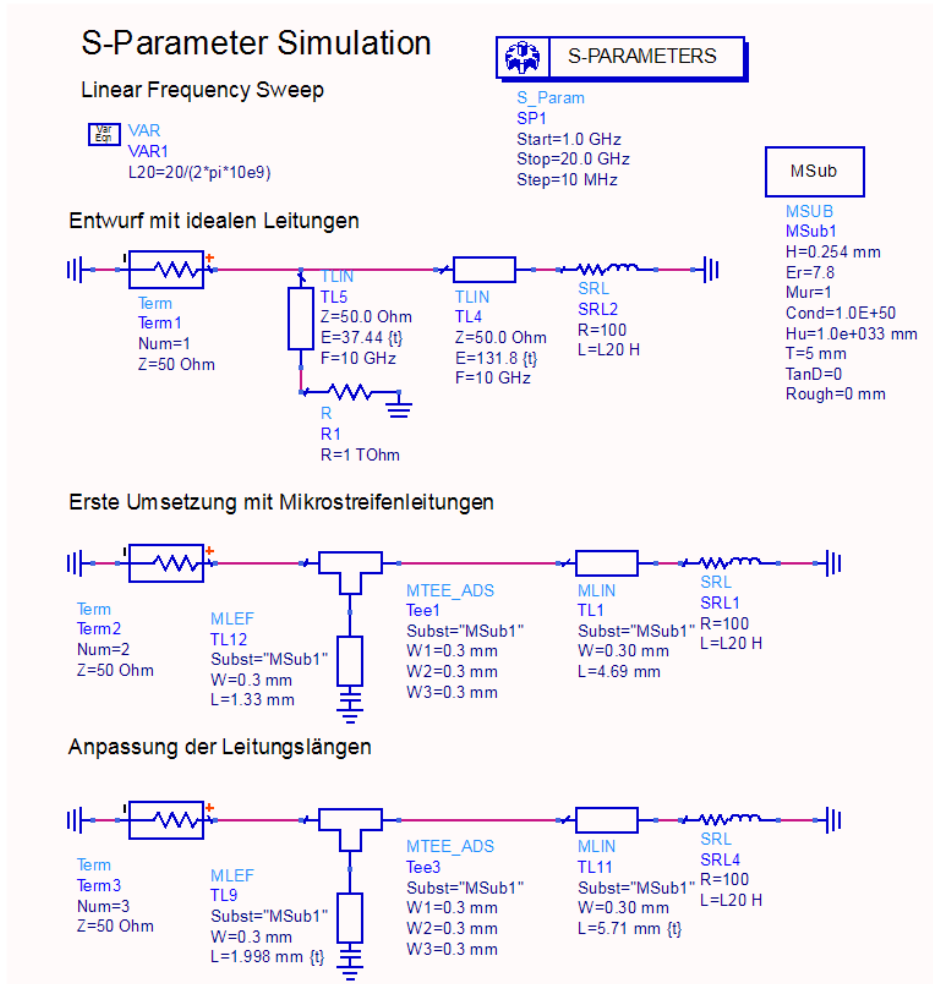 S-Parameter Simulation
S-PARAMETERS
Linear Frequency Sweep
S_Param
SP1
Start=1.0 GHz
Stop=20.0 GHz
Step=10 MHz
Var
Eqn
VAR
VAR1
L20=20/(2*pi*10e9)
MSub
MSUB
MSub1
H=0.254 mm
Er=7.8
Mur=1
Cond=1.0E+50
Hu=1.0e+033 mm
T=5 mm
TanD=0
Rough=0 mm
Entwurf mit idealen Leitungen
Term
Term1
Num=1
Z=50 Ohm
TLIN
TL5
Z=50.0 Ohm
E=37.44 {t}
F=10 GHz
R
R1
R=1 TOhm
TLIN
TL4
Z=50.0 Ohm
E=131.8 {t}
F=10 GHz
SRL
SRL2
R=100
L=L20 H
Erste Umsetzung mit Mikrostreifenleitungen
Term
Term2
Num=2
Z=50 Ohm
MLEF
TL12
Subst="MSub1"
W=0.3 mm
L=1.33 mm
MTEE_ADS
Tee1
Subst="MSub1"
W1=0.3 mm
W2=0.3 mm
W3=0.3 mm
MLIN
TL1
Subst="MSub1"
W=0.30 mm
L=4.69 mm
SRL
SRL1
R=100
L=L20 H
Anpassung der Leitungslängen
Term
Term3
Num=3
Z=50 Ohm
MLEF
TL9
Subst="MSub1"
W=0.3 mm
L=1.998 mm {t}
MTEE_ADS
Tee3
Subst="MSub1"
W1=0.3 mm
W2=0.3 mm
W3=0.3 mm
MLIN
TL11
Subst="MSub1"
W=0.30 mm
L=5.71 mm {t}
SRL
SRL4
R=100
L=L20 H